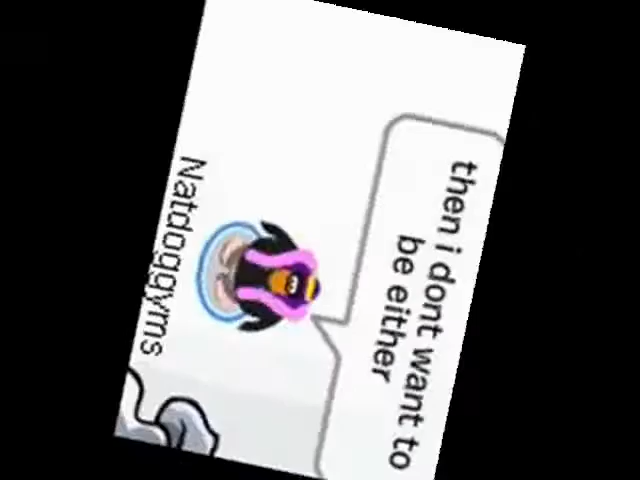 then i dont want to
be either
Natdoggyms